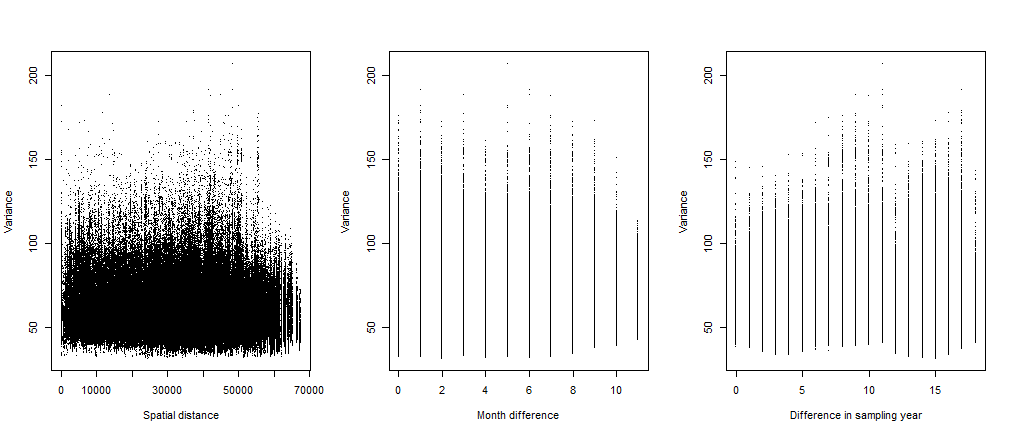 Variance
200
150
100
50
0 10000 30000 50000 70000
Spatial distance
Variance
200
150
100
50
0 2 4 6 8 10
Month difference
Variance
200
150
100
50
0 5 10 15
Difference in sampling year